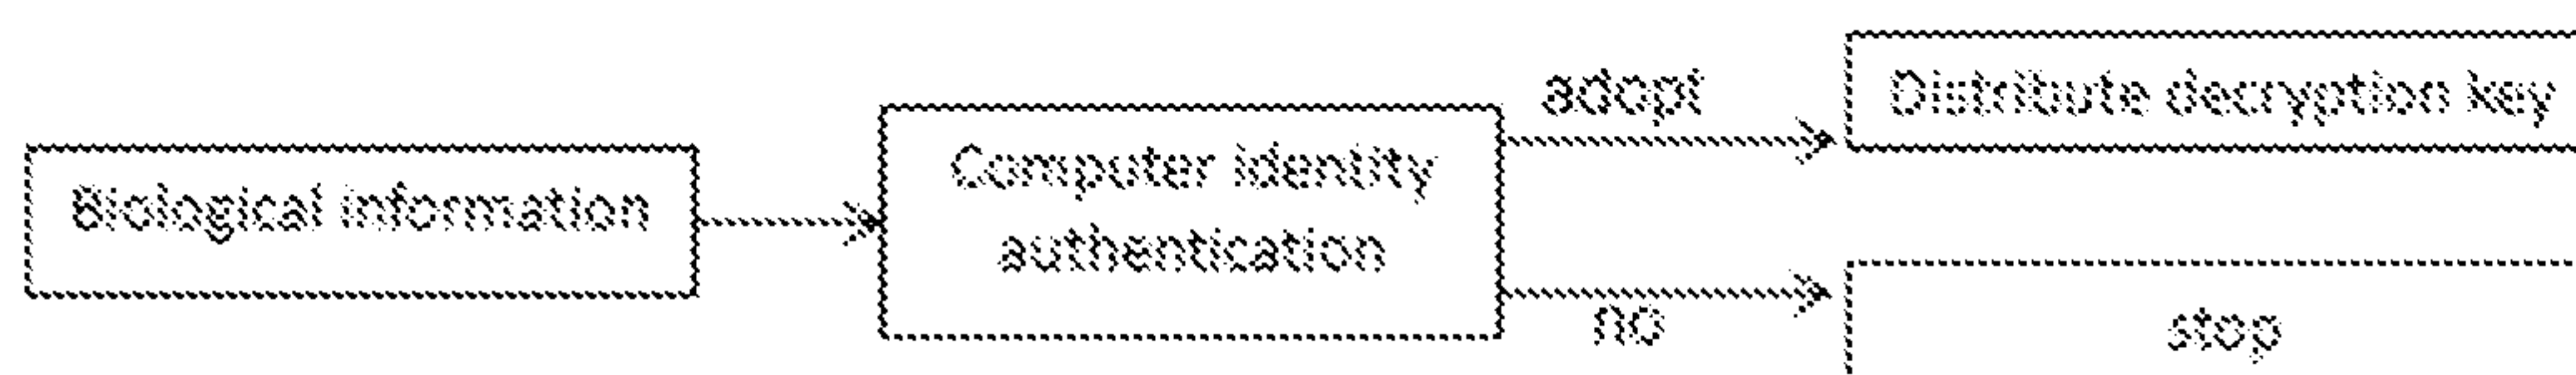 Biological information
Computer identity
authentication
adopt
Distribute decryption key
no
stop